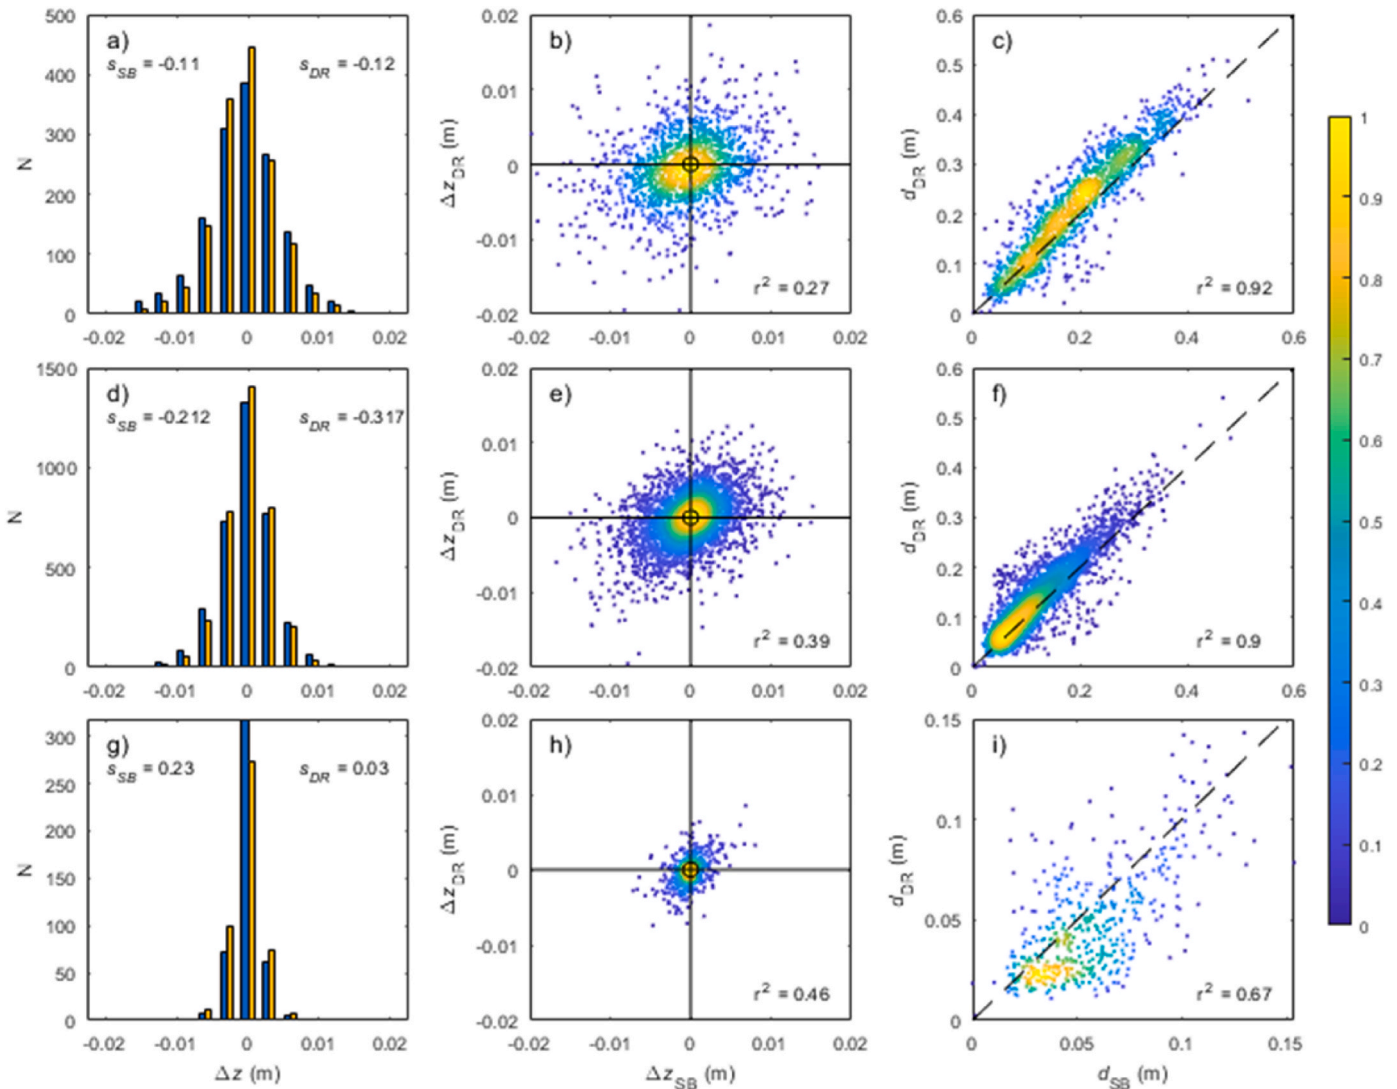 a)
s_SB = -0.11
s_DR = -0.12
N
500
400
300
200
100
0
-0.02 -0.01 0 0.01 0.02
b)
Δz_DR (m)
0.02
0.01
0
-0.01
-0.02
r² = 0.27
-0.02 -0.01 0 0.01 0.02
c)
d_DR (m)
0.6
0.5
0.4
0.3
0.2
0.1
0
r² = 0.92
0 0.2 0.4 0.6
d)
s_SB = -0.212
s_DR = -0.317
N
1500
1000
500
0
-0.02 -0.01 0 0.01 0.02
e)
Δz_DR (m)
0.02
0.01
0
-0.01
-0.02
r² = 0.39
-0.02 -0.01 0 0.01 0.02
f)
d_DR (m)
0.6
0.5
0.4
0.3
0.2
0.1
0
r² = 0.9
0 0.2 0.4 0.6
g)
s_SB = 0.23
s_DR = 0.03
N
300
250
200
150
100
50
0
-0.02 -0.01 0 0.01 0.02
Δz (m)
h)
Δz_DR (m)
0.02
0.01
0
-0.01
-0.02
r² = 0.46
-0.02 -0.01 0 0.01 0.02
Δz_SB (m)
i)
d_DR (m)
0.15
0.1
0.05
0
r² = 0.67
0 0.05 0.1 0.15
d_SB (m)
1
0.9
0.8
0.7
0.6
0.5
0.4
0.3
0.2
0.1
0